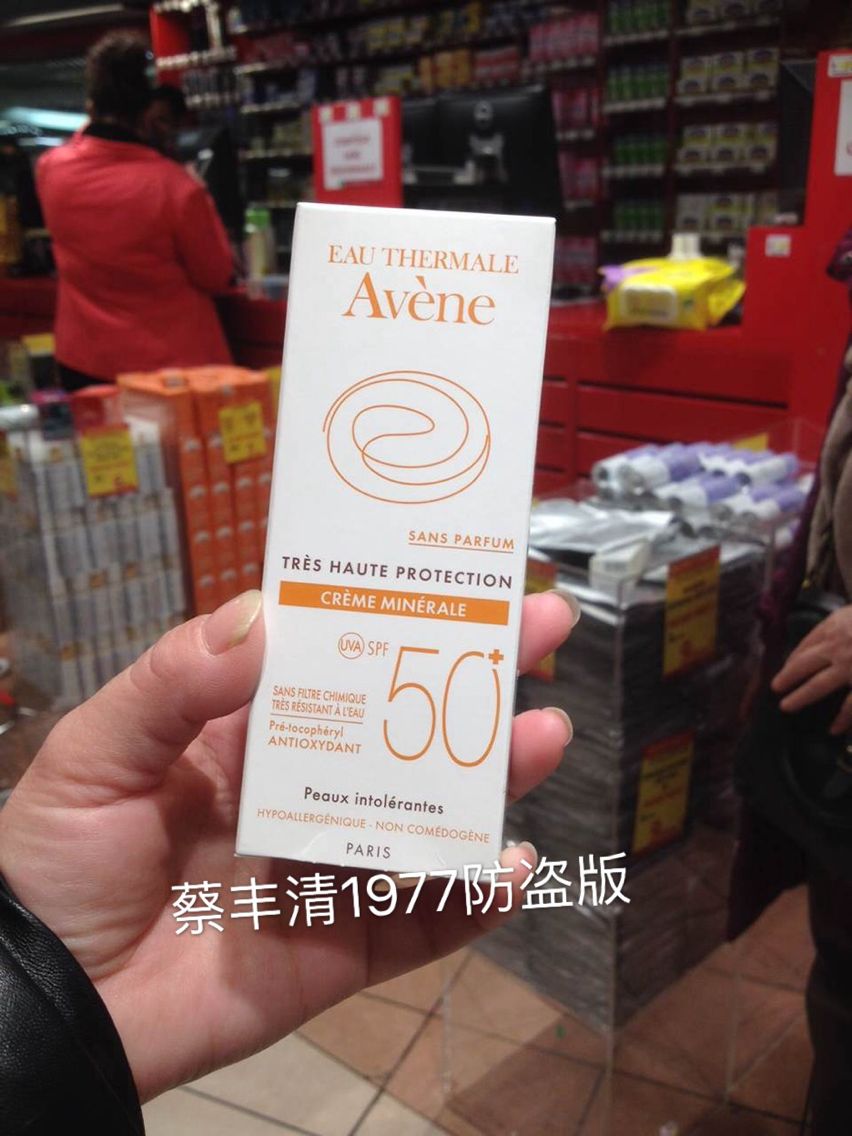 EAU THERMALE
Avène
SANS PARFUM
TRÈS HAUTE PROTECTION
CRÈME MINÉRALE
UVA SPF 50+
SANS FILTRE CHIMIQUE
TRÈS RÉSISTANT À L'EAU
Pré-tocophéryl
ANTIOXYDANT
Peaux intolérantes
HYPOALLERGÉNIQUE - NON COMÉDOGÈNE
PARIS
蔡丰清1977防盗版